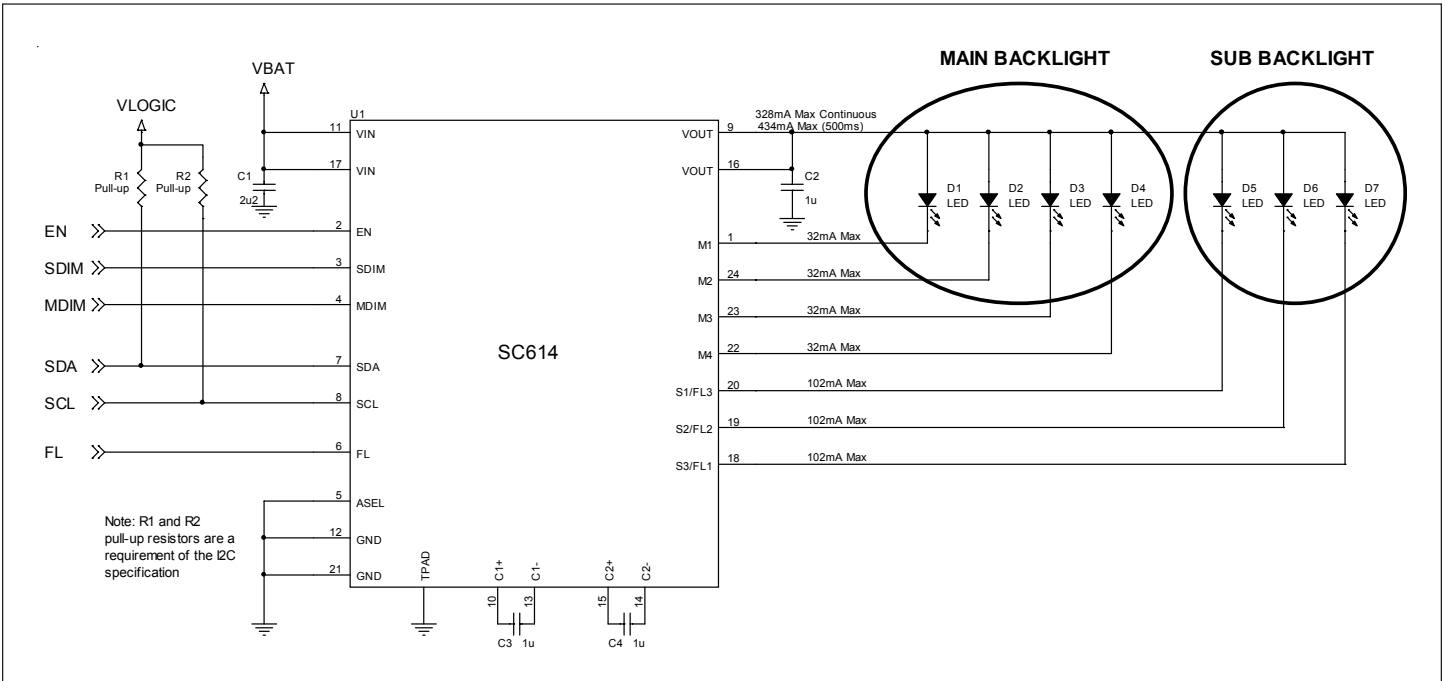 MAIN BACKLIGHT
SUB BACKLIGHT
VBAT
VLOGIC
U1
328mA Max Continuous
434mA Max (500ms)
11 VIN
VOUT 9
17 VIN
VOUT 16
R1
Pull-up
R2
Pull-up
C1
2u2
C2
1u
D1
LED
D2
LED
D3
LED
D4
LED
D5
LED
D6
LED
D7
LED
EN
2 EN
M1 1 32mA Max
SDIM
3 SDIM
M2 24 32mA Max
MDIM
4 MDIM
M3 23 32mA Max
SC614
M4 22 32mA Max
SDA
7 SDA
S1/FL3 20 102mA Max
SCL
8 SCL
S2/FL2 19 102mA Max
FL
6 FL
S3/FL1 18 102mA Max
5 ASEL
12 GND
21 GND
Note: R1 and R2
pull-up resistors are a
requirement of the I2C
specification
TPAD
C1+
C1-
C2+
C2-
10
13
15
14
C3 1u
C4 1u